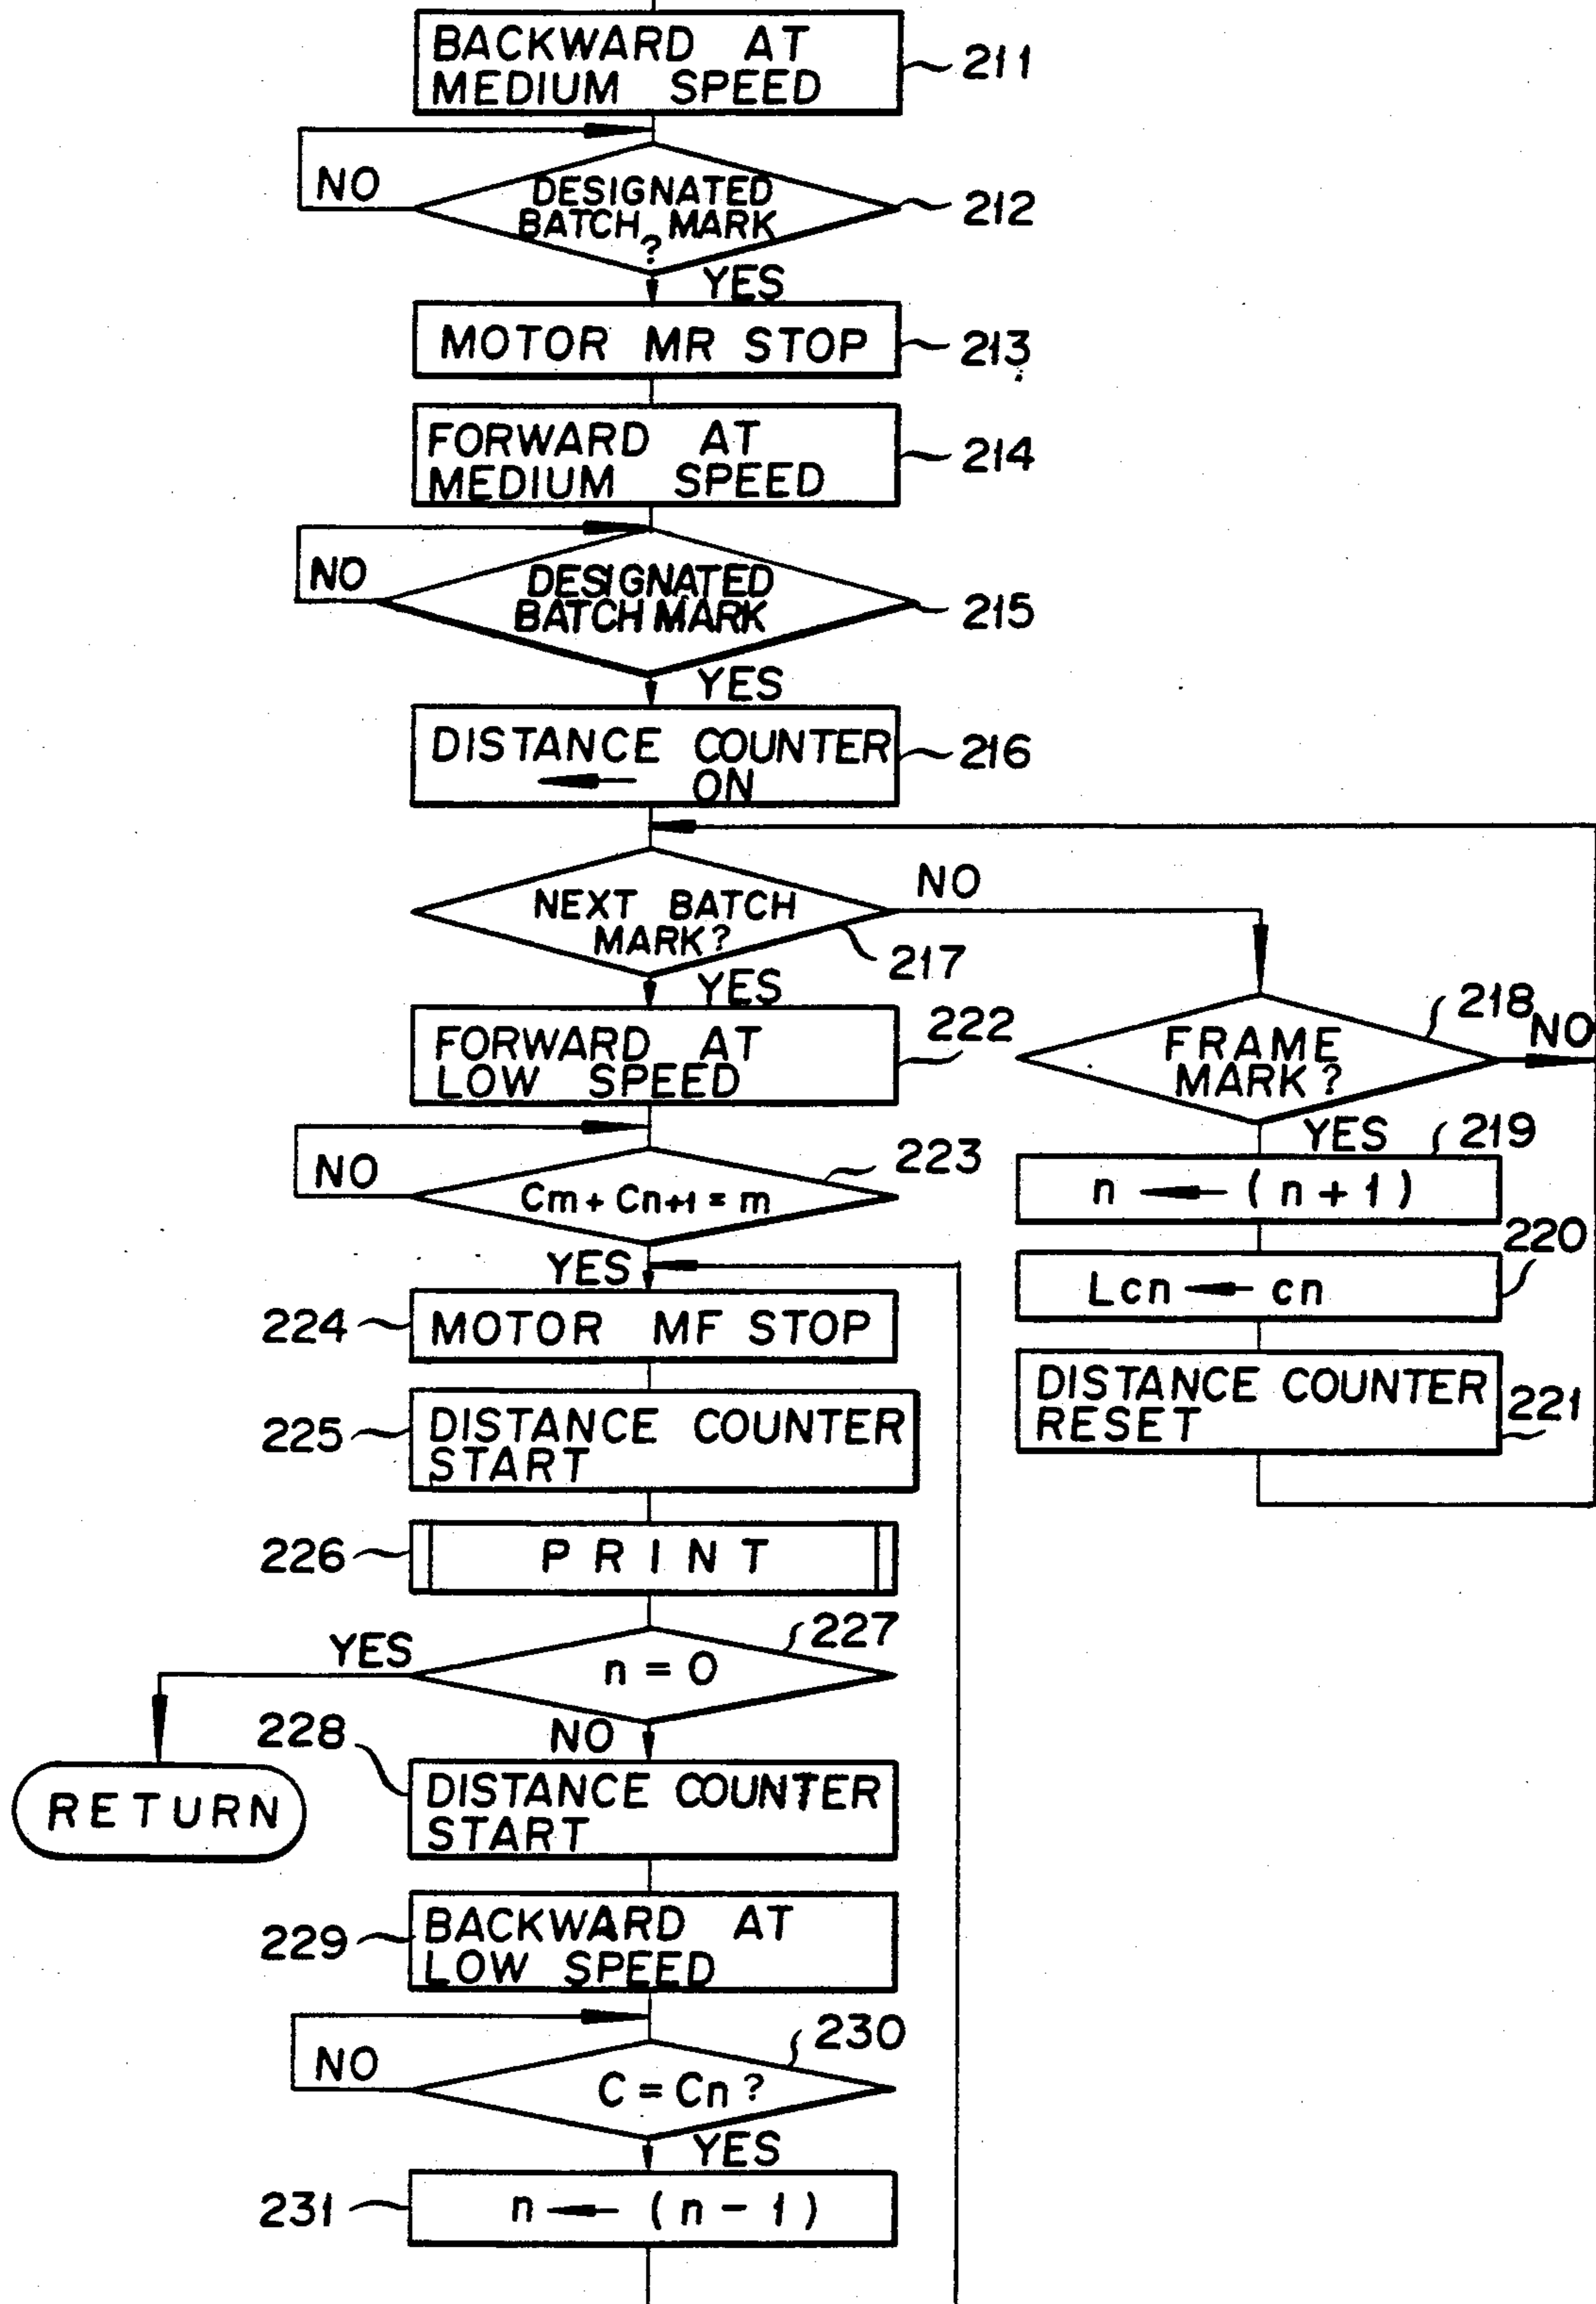 BACKWARD AT
MEDIUM SPEED
211
NO
DESIGNATED
BATCH MARK
?
212
YES
MOTOR MR STOP
213
FORWARD AT
MEDIUM SPEED
214
NO
DESIGNATED
BATCH MARK
215
YES
DISTANCE COUNTER
← ON
216
NEXT BATCH
MARK?
NO
217
YES
FORWARD AT
LOW SPEED
222
FRAME
MARK?
218
NO
YES
219
n ← (n+1)
220
Lcn ← cn
DISTANCE COUNTER
RESET
221
NO
Cm + Cn+1 = m
223
YES
224
MOTOR MF STOP
225
DISTANCE COUNTER
START
226
PRINT
227
YES
n = 0
NO
RETURN
228
DISTANCE COUNTER
START
229
BACKWARD AT
LOW SPEED
230
NO
C = Cn ?
YES
231
n ← (n - 1)